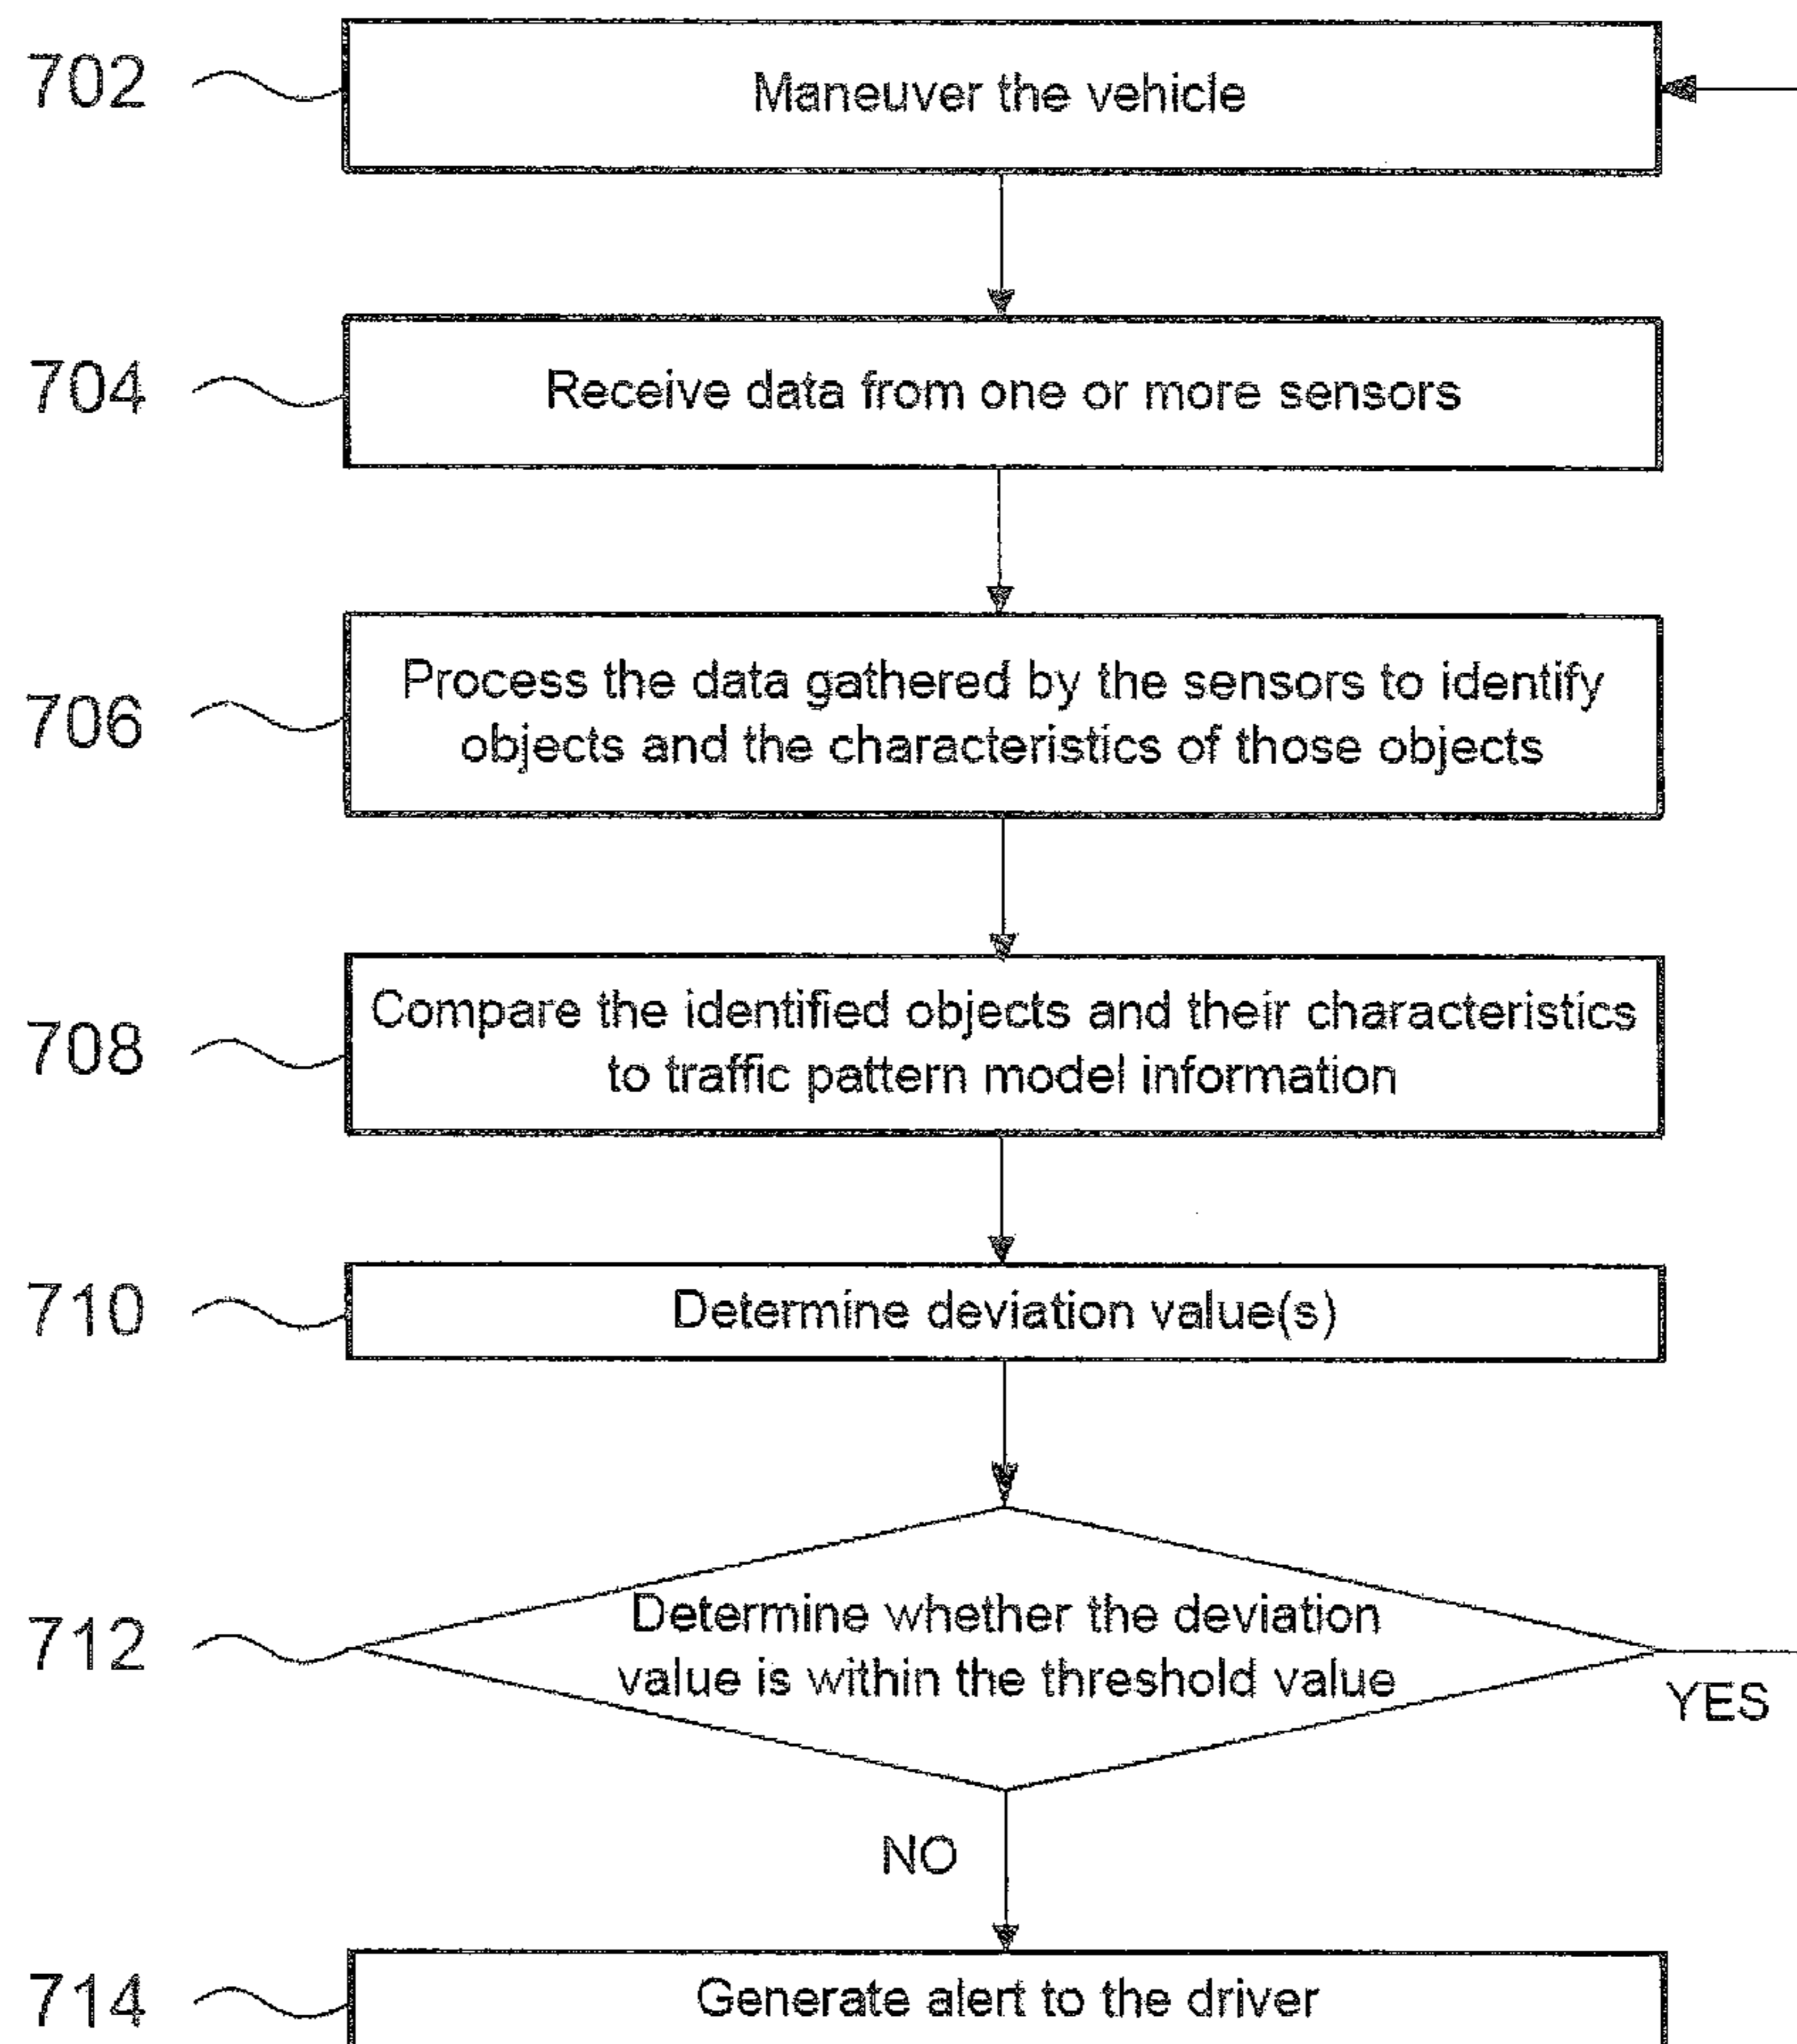 702
Maneuver the vehicle
704
Receive data from one or more sensors
706
Process the data gathered by the sensors to identify
objects and the characteristics of those objects
708
Compare the identified objects and their characteristics
to traffic pattern model information
710
Determine deviation value(s)
712
Determine whether the deviation
value is within the threshold value
YES
NO
714
Generate alert to the driver